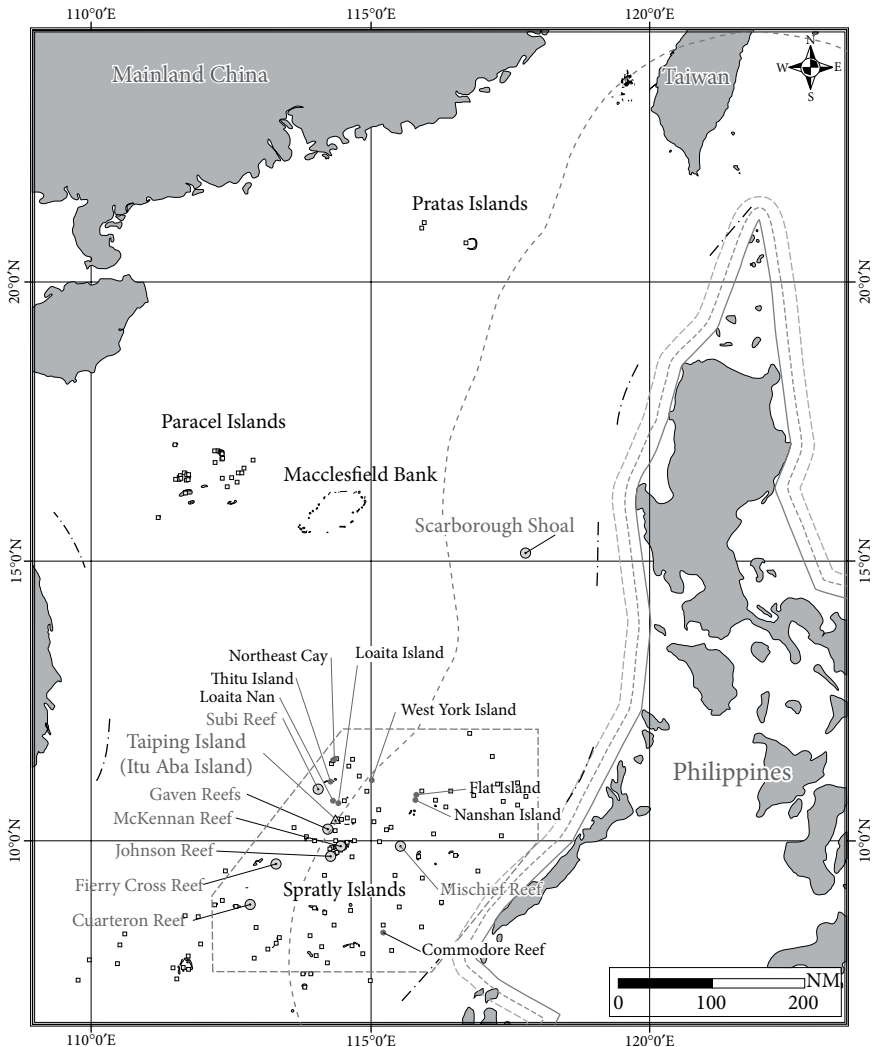 110°0′E
115°0′E
120°0′E
N
W
E
S
Mainland China
Taiwan
Pratas Islands
20°0′N
20°0′N
Paracel Islands
Macclesfield Bank
Scarborough Shoal
15°0′N
15°0′N
Northeast Cay
Loaita Island
Thitu Island
Loaita Nan
Subi Reef
West York Island
Taiping Island
(Itu Aba Island)
Philippines
Gaven Reefs
Flat Island
McKennan Reef
Nanshan Island
10°0′N
10°0′N
Johnson Reef
Fierry Cross Reef
Spratly Islands
Mischief Reef
Cuarteron Reef
Commodore Reef
NM
0
100
200
110°0′E
115°0′E
120°0′E